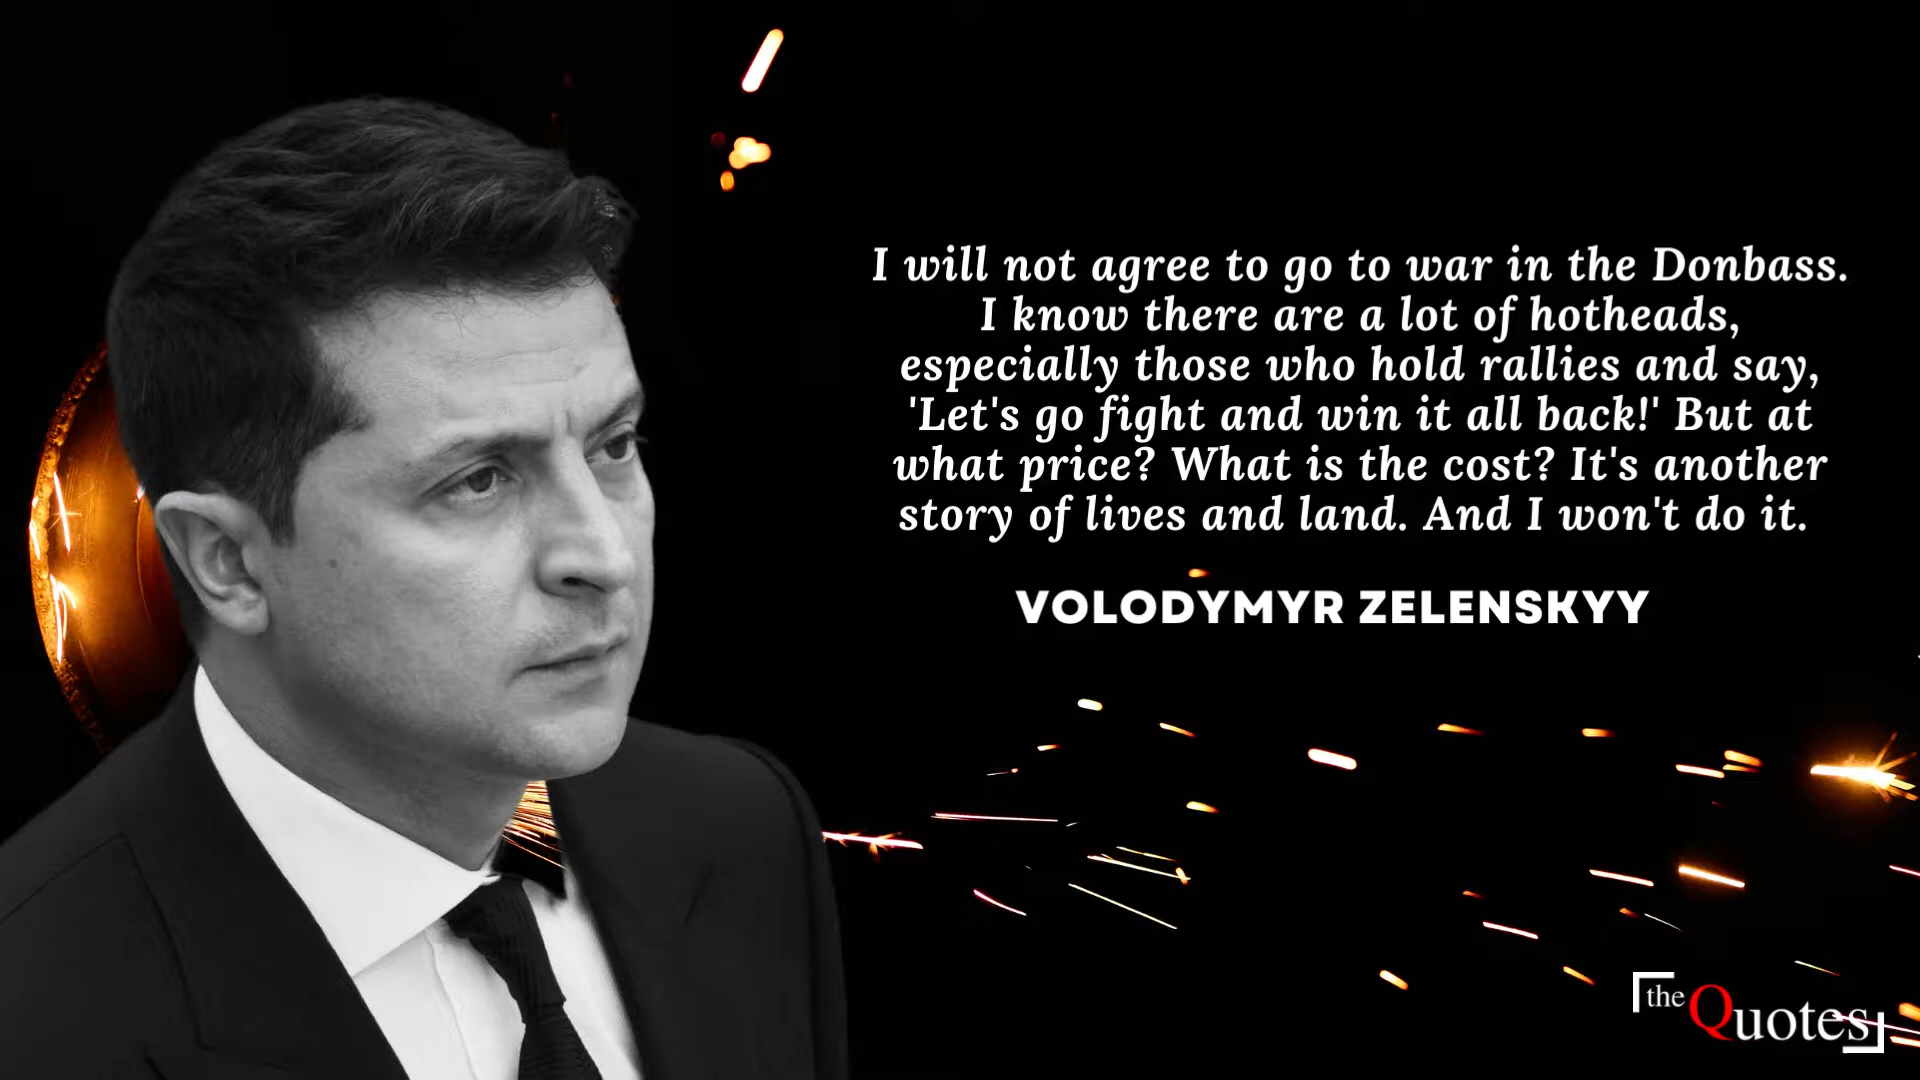 I will not agree to go to war in the Donbass.
I know there are a lot of hotheads,
especially those who hold rallies and say,
'Let's go fight and win it all back!' But at
what price? What is the cost? It's another
story of lives and land. And I won't do it.
VOLODYMYR ZELENSKYY
the
Quotes